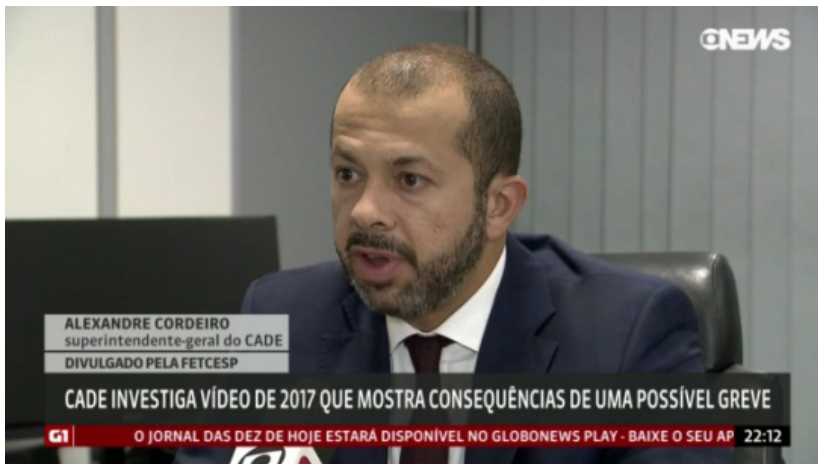 NEWS
ALEXANDRE CORDEIRO
superintendente-geral do CADE
DIVULGADO PELA FETCESP
CADE INVESTIGA VÍDEO DE 2017 QUE MOSTRA CONSEQUÊNCIAS DE UMA POSSÍVEL GREVE
G1 O JORNAL DAS DEZ DE HOJE ESTARÁ DISPONÍVEL NO GLOBONEWS PLAY - BAIXE O SEU AP 22:12